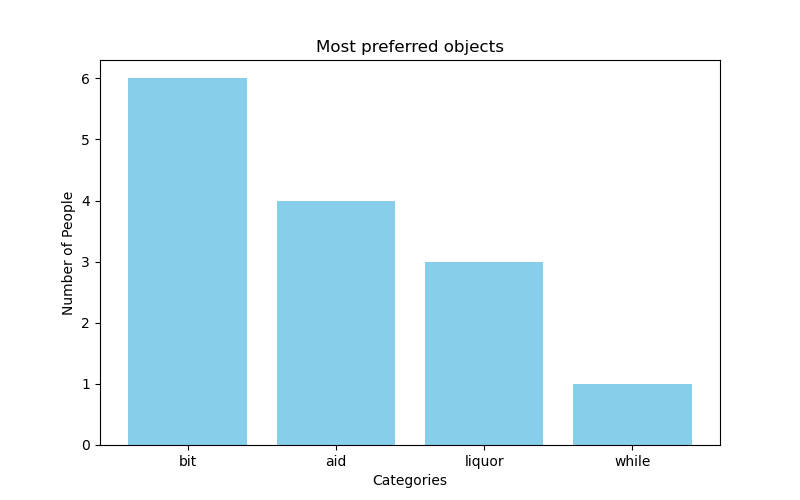 Most preferred objects
Number of People
6
5
4
3
2
1
0
bit aid liquor while
Categories